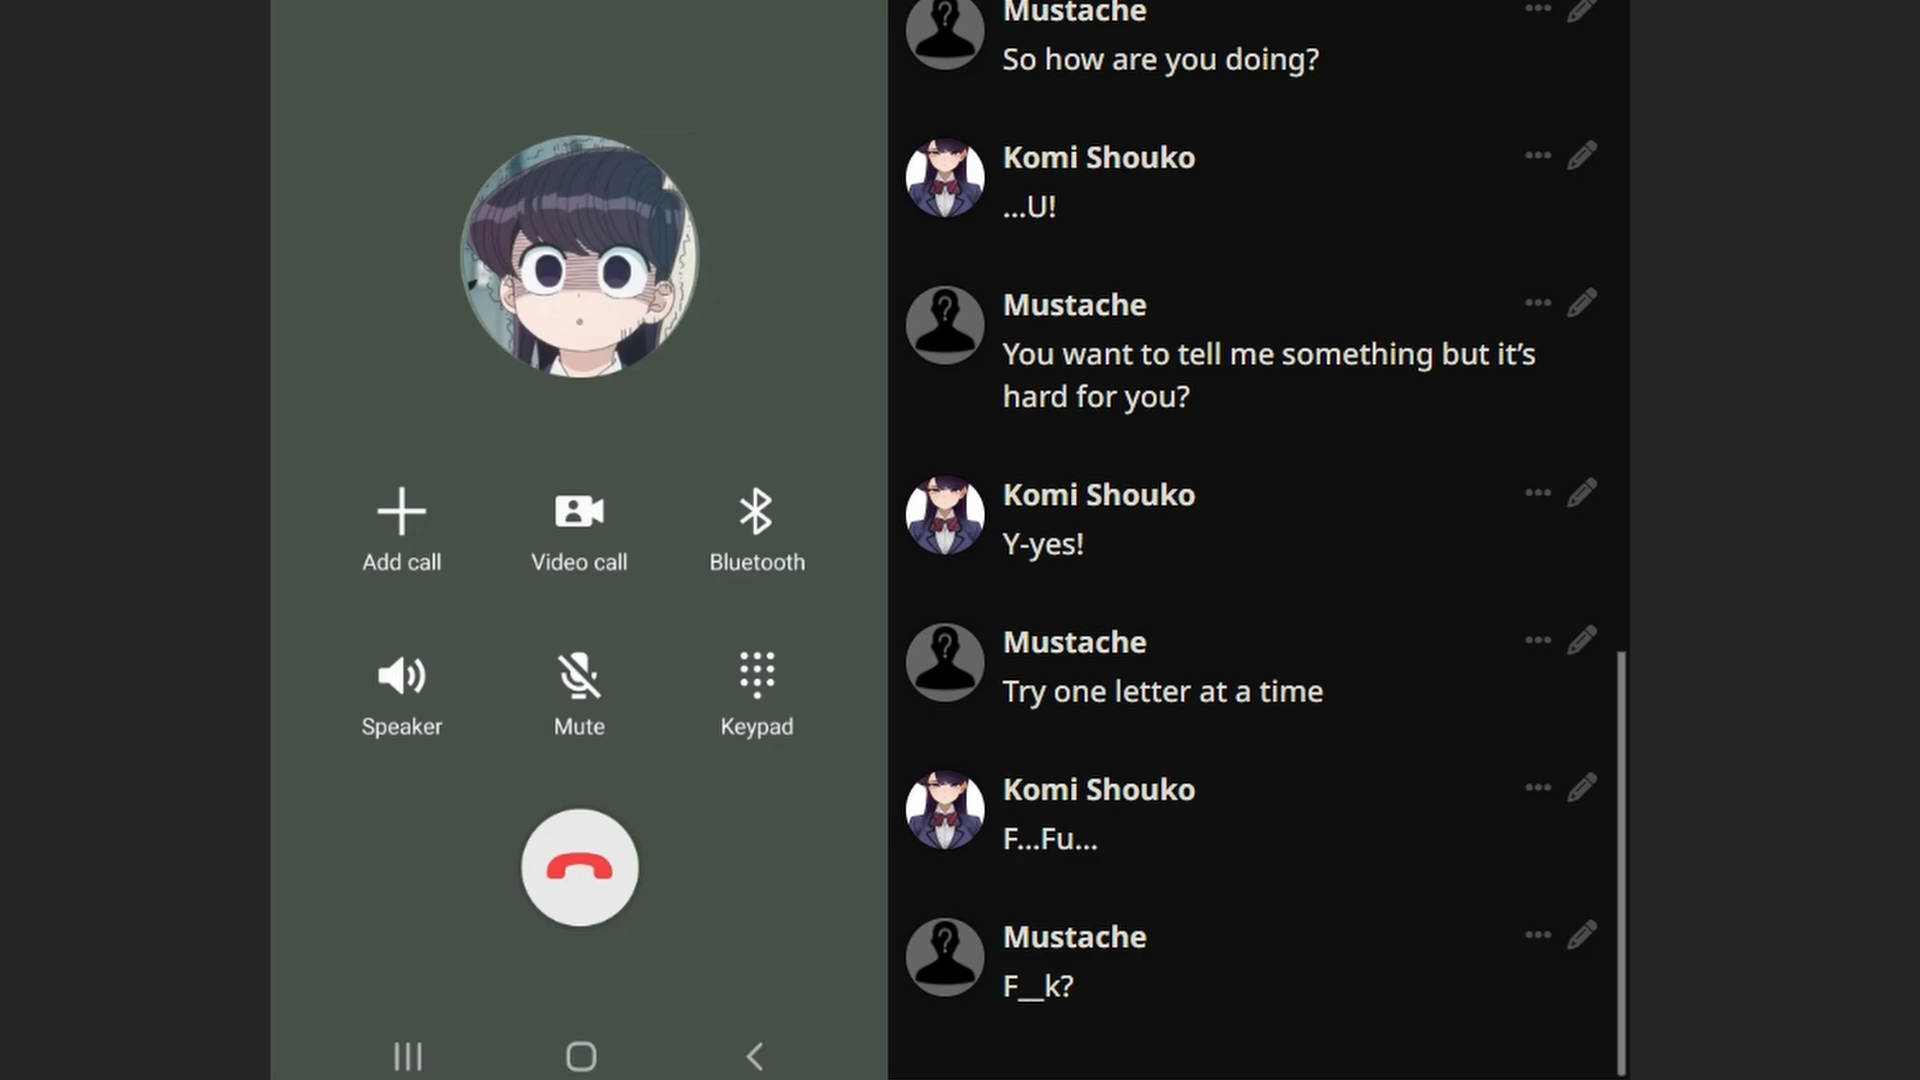 Add call
Video call
Bluetooth
Speaker
Mute
Keypad
Mustache
So how are you doing?
Komi Shouko
...U!
Mustache
You want to tell me something but it’s
hard for you?
Komi Shouko
Y-yes!
Mustache
Try one letter at a time
Komi Shouko
F...Fu...
Mustache
F__k?